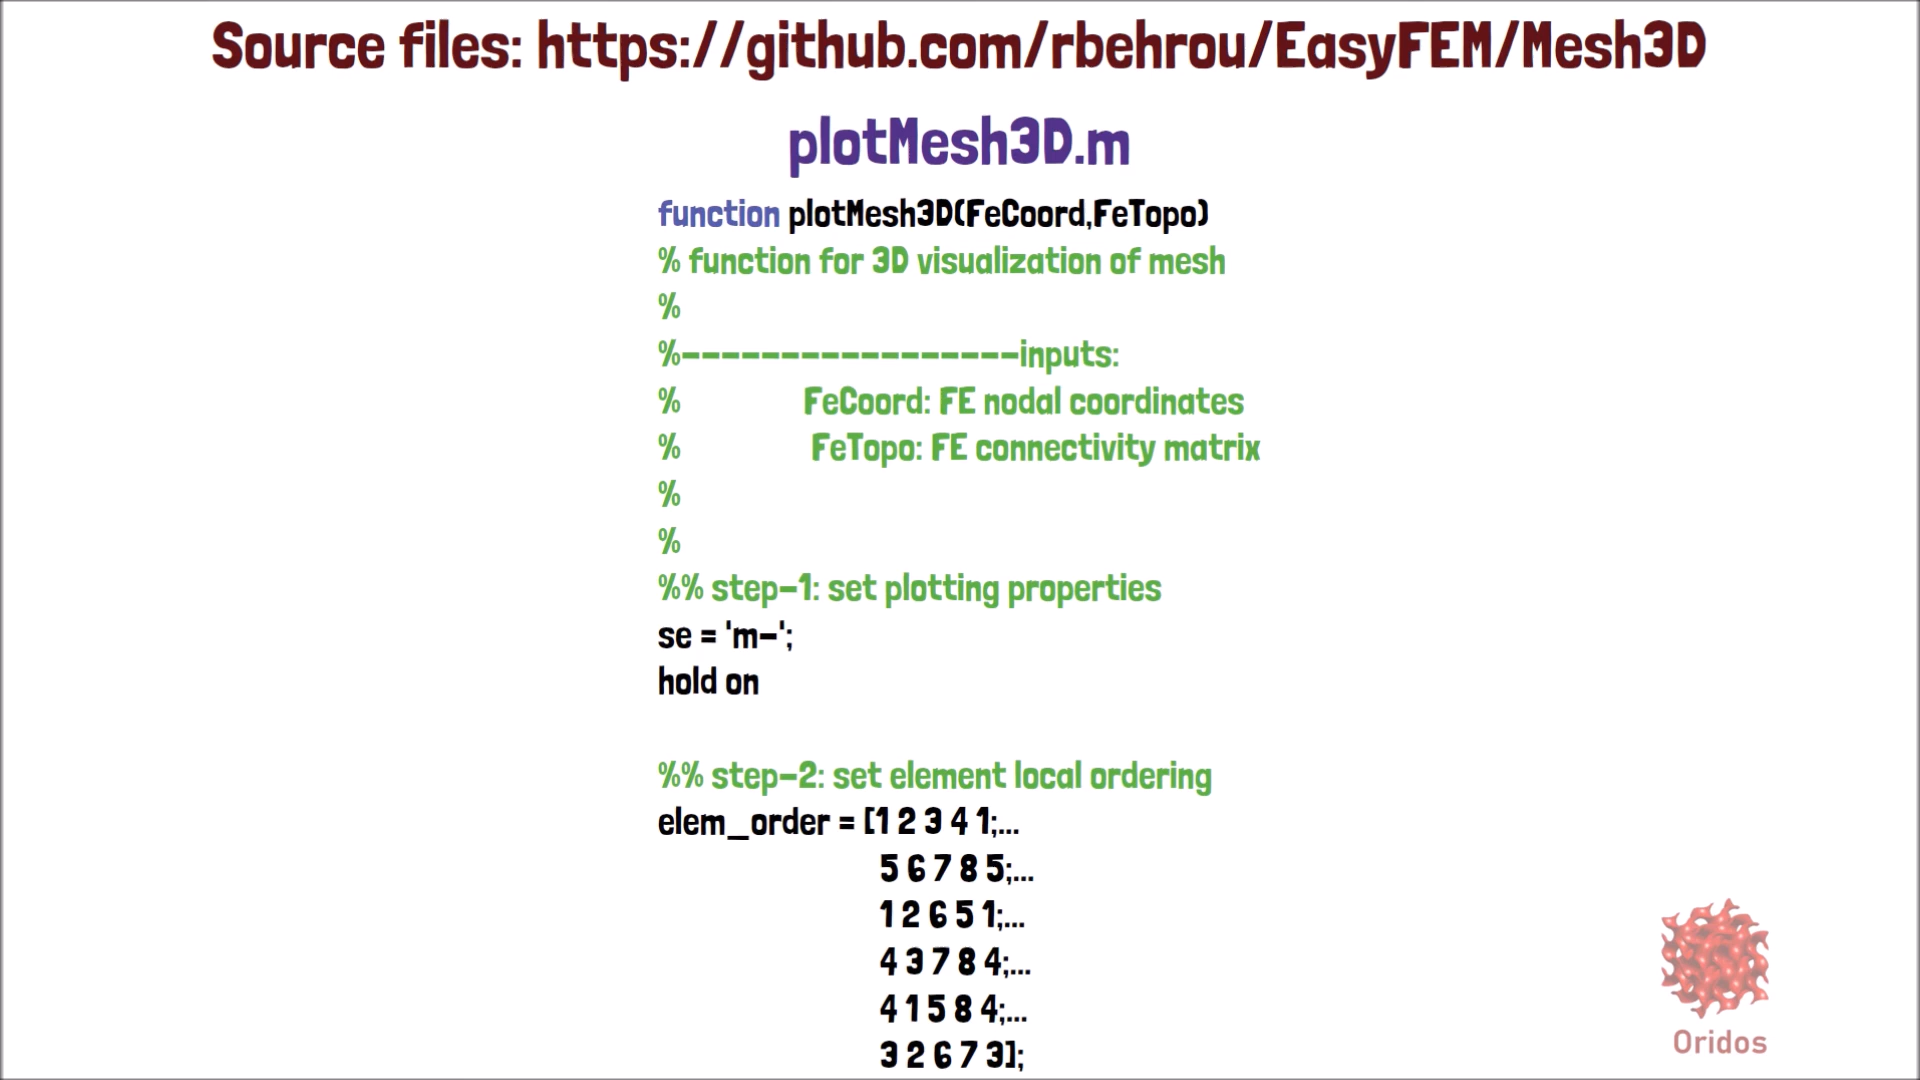 Source files: https://github.com/rbehrou/EasyFEM/Mesh3D
plotMesh3D.m
function plotMesh3D(FeCoord,FeTopo)
% function for 3D visualization of mesh
%
%-----------------inputs:
% FeCoord: FE nodal coordinates
% FeTopo: FE connectivity matrix
%
%
%% step-1: set plotting properties
se = 'm-';
hold on
%% step-2: set element local ordering
elem_order = [1 2 3 4 1;...
5 6 7 8 5;...
1 2 6 5 1;...
4 3 7 8 4;...
4 1 5 8 4;...
3 2 6 7 3];
Oridos